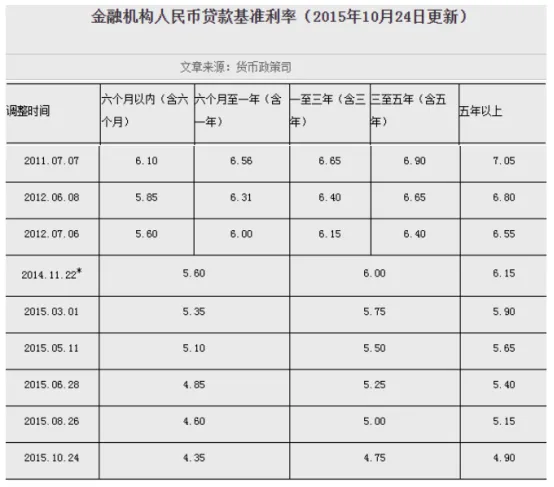 金融机构人民币贷款基准利率（2015年10月24日更新）
文章来源：货币政策司
调整时间 六个月以内（含六个月） 六个月至一年（含一年） 一至三年（含三年） 三至五年（含五年） 五年以上
2011.07.07 6.10 6.56 6.65 6.90 7.05
2012.06.08 5.85 6.31 6.40 6.65 6.80
2012.07.06 5.60 6.00 6.15 6.40 6.55
2014.11.22* 5.60 6.00 6.15
2015.03.01 5.35 5.75 5.90
2015.05.11 5.10 5.50 5.65
2015.06.28 4.85 5.25 5.40
2015.08.26 4.60 5.00 5.15
2015.10.24 4.35 4.75 4.90